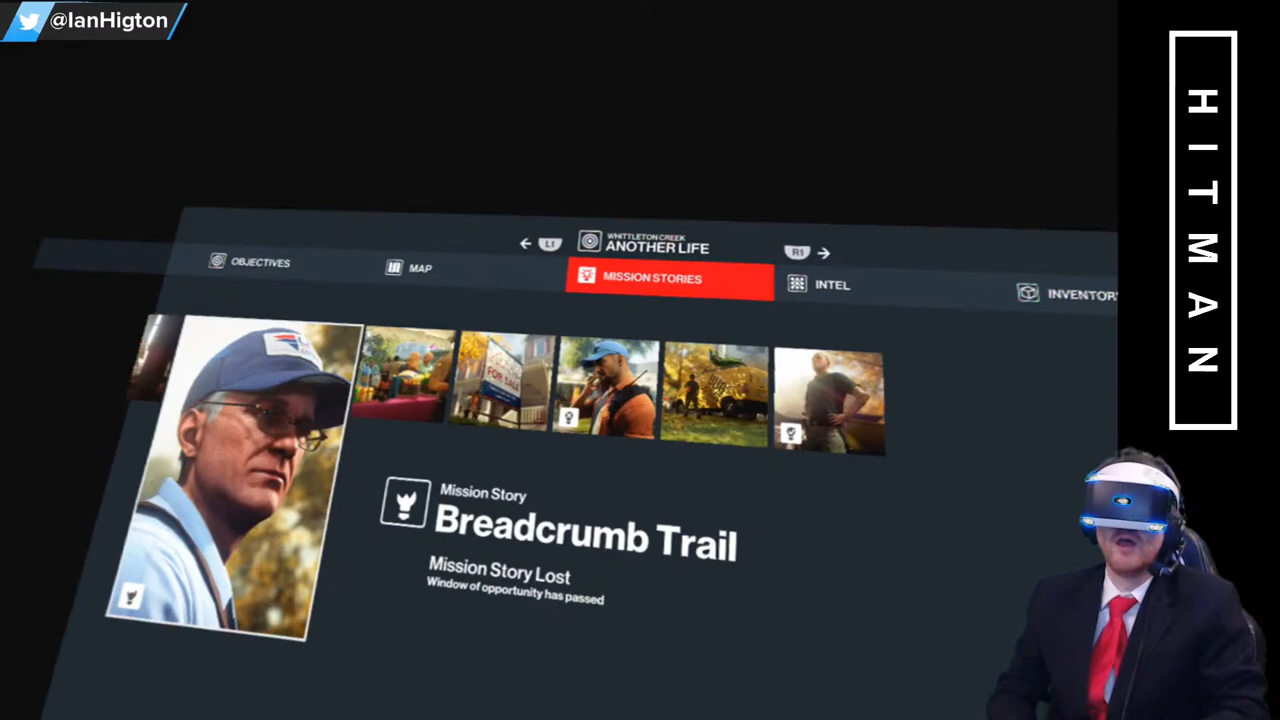 @IanHigton
HITMAN
L1
WHITTLETON CREEK
ANOTHER LIFE
R1
OBJECTIVES
MAP
MISSION STORIES
INTEL
INVENTOR
FOR SALE
Mission Story
Breadcrumb Trail
Mission Story Lost
Window of opportunity has passed